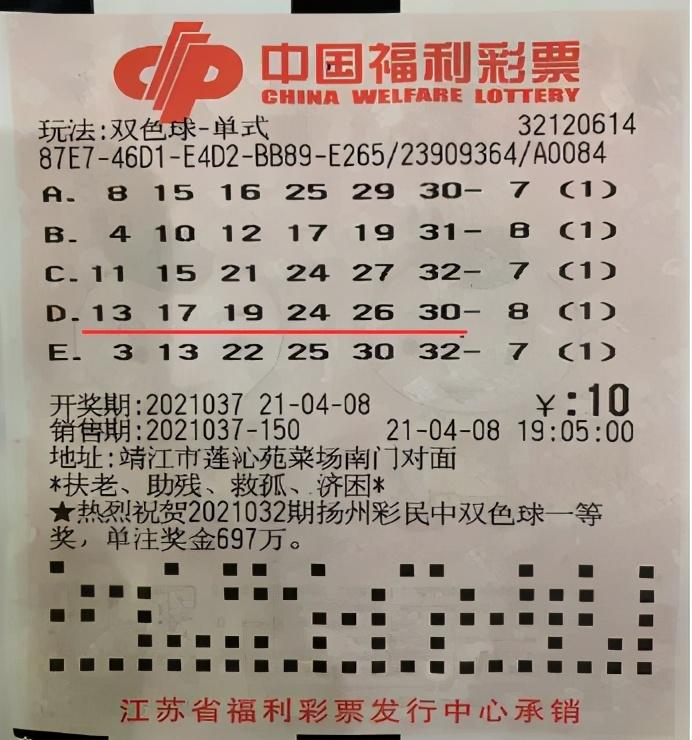 中国福利彩票
CHINA WELFARE LOTTERY
玩法:双色球-单式 32120614
87E7-46D1-E4D2-BB89-E265/23909364/A0084
A. 8 15 16 25 29 30- 7 (1)
B. 4 10 12 17 19 31- 8 (1)
C. 11 15 21 24 27 32- 7 (1)
D. 13 17 19 24 26 30- 8 (1)
E. 3 13 22 25 30 32- 7 (1)
开奖期:2021037 21-04-08 ￥:10
销售期:2021037-150 21-04-08 19:05:00
地址:靖江市莲沁苑菜场南门对面
*扶老、助残、救孤、济困*
★热烈祝贺2021032期扬州彩民中双色球一等
奖，单注奖金697万。
江苏省福利彩票发行中心承销